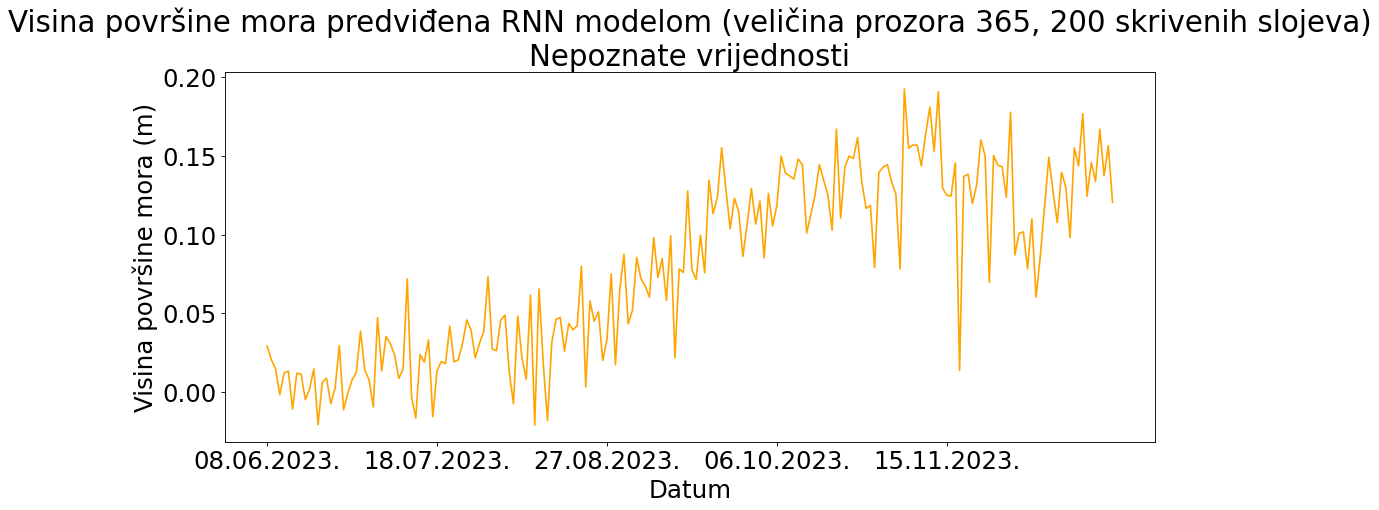 Visina površine mora predviđena RNN modelom (veličina prozora 365, 200 skrivenih slojeva)
Nepoznate vrijednosti
Visina površine mora (m)
0.20
0.15
0.10
0.05
0.00
08.06.2023. 18.07.2023. 27.08.2023. 06.10.2023. 15.11.2023.
Datum